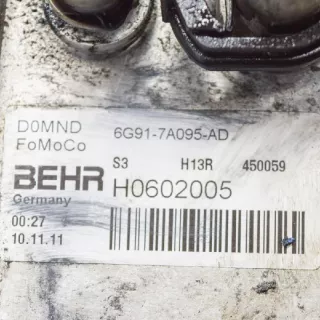 D0MND 6G91-7A095-AD
FoMoCo
S3 H13R 450059
BEHR H0602005
Germany
00:27
10.11.11